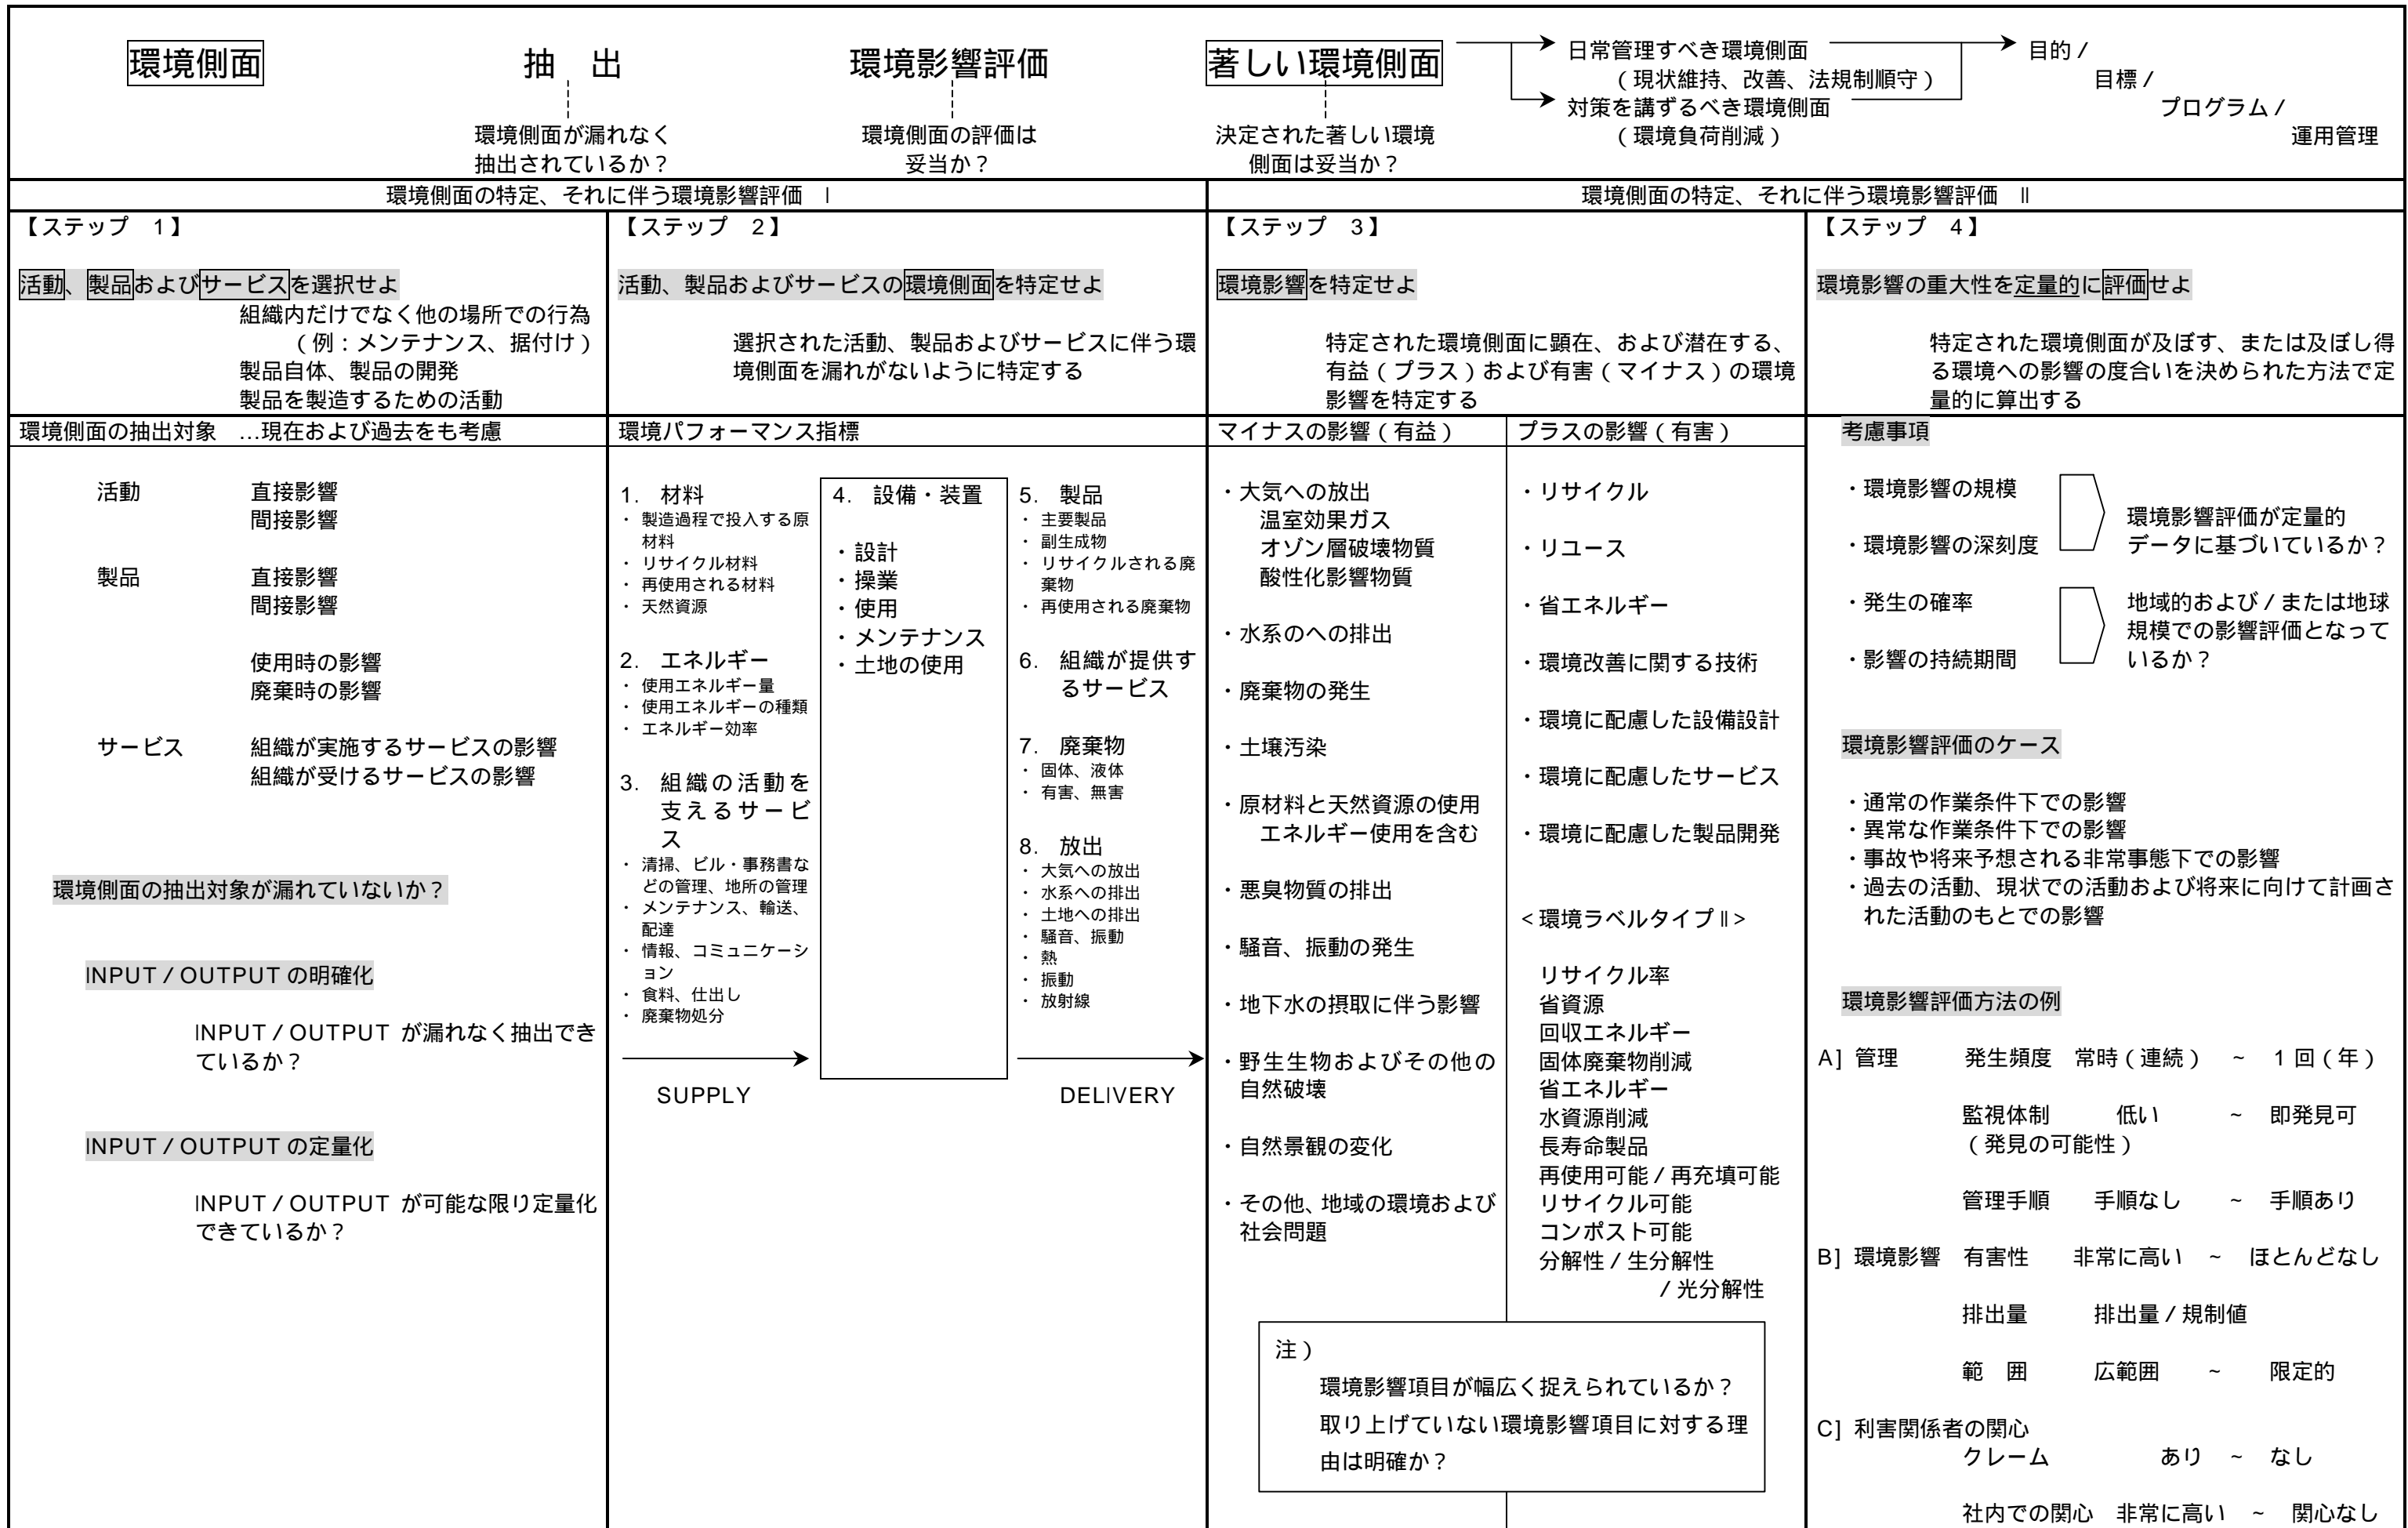 環境側面
抽　出
環境影響評価
著しい環境側面
日常管理すべき環境側面
（現状維持、改善、法規制順守）
対策を講ずるべき環境側面
（環境負荷削減）
目的 /
目標 /
プログラム /
運用管理
環境側面が漏れなく
抽出されているか？
環境側面の評価は
妥当か？
決定された著しい環境
側面は妥当か？
環境側面の特定、それに伴う環境影響評価　Ⅰ
環境側面の特定、それに伴う環境影響評価　Ⅱ
【ステップ　1】
活動、製品およびサービスを選択せよ
組織内だけでなく他の場所での行為
（例：メンテナンス、据付け）
製品自体、製品の開発
製品を製造するための活動
【ステップ　2】
活動、製品およびサービスの環境側面を特定せよ
選択された活動、製品およびサービスに伴う環
境側面を漏れがないように特定する
【ステップ　3】
環境影響を特定せよ
特定された環境側面に顕在、および潜在する、
有益（プラス）および有害（マイナス）の環境
影響を特定する
【ステップ　4】
環境影響の重大性を定量的に評価せよ
特定された環境側面が及ぼす、または及ぼし得
る環境への影響の度合いを決められた方法で定
量的に算出する
環境側面の抽出対象　…現在および過去をも考慮
活動　直接影響
間接影響
製品　直接影響
間接影響
使用時の影響
廃棄時の影響
サービス　組織が実施するサービスの影響
組織が受けるサービスの影響
環境側面の抽出対象が漏れていないか？
INPUT / OUTPUT の明確化
INPUT / OUTPUT が漏れなく抽出でき
ているか？
INPUT / OUTPUT の定量化
INPUT / OUTPUT が可能な限り定量化
できているか？
環境パフォーマンス指標
1.　材料
・ 製造過程で投入する原
材料
・ リサイクル材料
・ 再使用される材料
・ 天然資源
2.　エネルギー
・ 使用エネルギー量
・ 使用エネルギーの種類
・ エネルギー効率
3.　組織の活動を
支えるサービ
ス
・ 清掃、ビル・事務書な
どの管理、地所の管理
・ メンテナンス、輸送、
配達
・ 情報、コミュニケーシ
ョン
・ 食料、仕出し
・ 廃棄物処分
SUPPLY
4.　設備・装置
・設計
・操業
・使用
・メンテナンス
・土地の使用
5.　製品
・ 主要製品
・ 副生成物
・ リサイクルされる廃
棄物
・ 再使用される廃棄物
6.　組織が提供す
るサービス
7.　廃棄物
・ 固体、液体
・ 有害、無害
8.　放出
・ 大気への放出
・ 水系への排出
・ 土地への排出
・ 騒音、振動
・ 熱
・ 振動
・ 放射線
DELIVERY
マイナスの影響（有益）
・大気への放出
温室効果ガス
オゾン層破壊物質
酸性化影響物質
・水系のへの排出
・廃棄物の発生
・土壌汚染
・原材料と天然資源の使用
エネルギー使用を含む
・悪臭物質の排出
・騒音、振動の発生
・地下水の摂取に伴う影響
・野生生物およびその他の
自然破壊
・自然景観の変化
・その他、地域の環境および
社会問題
プラスの影響（有害）
・リサイクル
・リユース
・省エネルギー
・環境改善に関する技術
・環境に配慮した設備設計
・環境に配慮したサービス
・環境に配慮した製品開発
＜環境ラベルタイプⅡ＞
リサイクル率
省資源
回収エネルギー
固体廃棄物削減
省エネルギー
水資源削減
長寿命製品
再使用可能 / 再充填可能
リサイクル可能
コンポスト可能
分解性 / 生分解性
/ 光分解性
注）
環境影響項目が幅広く捉えられているか？
取り上げていない環境影響項目に対する理
由は明確か？
考慮事項
・環境影響の規模
・環境影響の深刻度
環境影響評価が定量的
データに基づいているか？
・発生の確率
・影響の持続期間
地域的および / または地球
規模での影響評価となって
いるか？
環境影響評価のケース
・通常の作業条件下での影響
・異常な作業条件下での影響
・事故や将来予想される非常事態下での影響
・過去の活動、現状での活動および将来に向けて計画さ
れた活動のもとでの影響
環境影響評価方法の例
A] 管理　発生頻度　常時（連続）　~　1 回（年）
監視体制　低い　~　即発見可
（発見の可能性）
管理手順　手順なし　~　手順あり
B] 環境影響　有害性　非常に高い　~　ほとんどなし
排出量　排出量 / 規制値
範　囲　広範囲　~　限定的
C] 利害関係者の関心
クレーム　あり　~　なし
社内での関心　非常に高い　~　関心なし